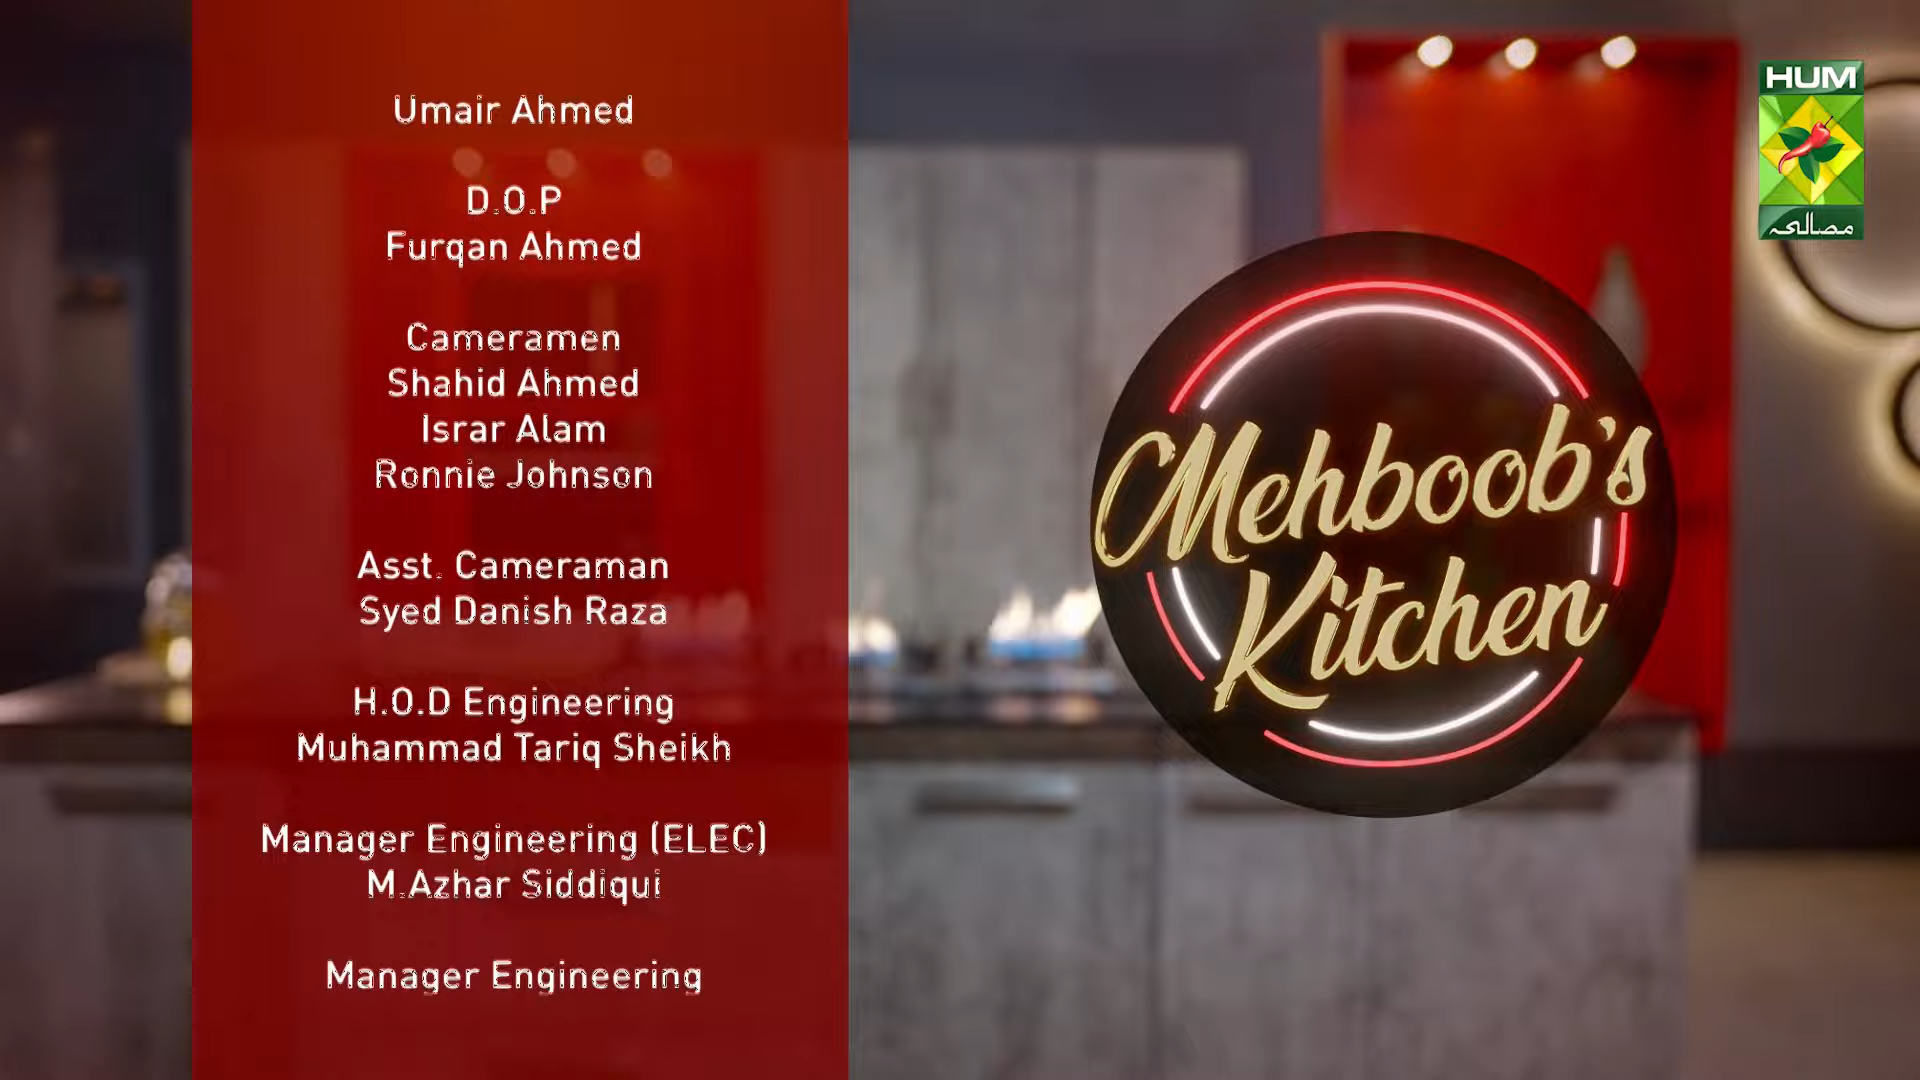 Umair Ahmed
D.O.P
Furqan Ahmed
Cameramen
Shahid Ahmed
Israr Alam
Ronnie Johnson
Asst. Cameraman
Syed Danish Raza
H.O.D Engineering
Muhammad Tariq Sheikh
Manager Engineering (ELEC)
M.Azhar Siddiqui
Manager Engineering
Mehboob's
Kitchen
HUM
مصالحہ